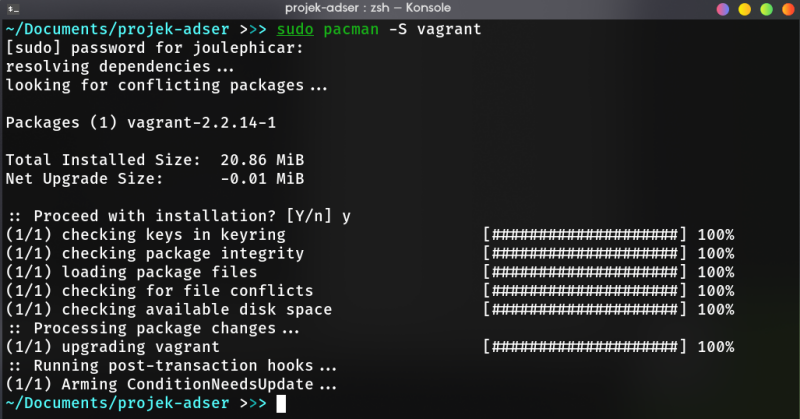 projek-adser : zsh — Konsole
~/Documents/projek-adser >>> sudo pacman -S vagrant
[sudo] password for joulephicar:
resolving dependencies...
looking for conflicting packages...
Packages (1) vagrant-2.2.14-1
Total Installed Size:  20.86 MiB
Net Upgrade Size:      -0.01 MiB
:: Proceed with installation? [Y/n] y
(1/1) checking keys in keyring                     [####################] 100%
(1/1) checking package integrity                   [####################] 100%
(1/1) loading package files                        [####################] 100%
(1/1) checking for file conflicts                  [####################] 100%
(1/1) checking available disk space                [####################] 100%
:: Processing package changes...
(1/1) upgrading vagrant                            [####################] 100%
:: Running post-transaction hooks...
(1/1) Arming ConditionNeedsUpdate...
~/Documents/projek-adser >>>